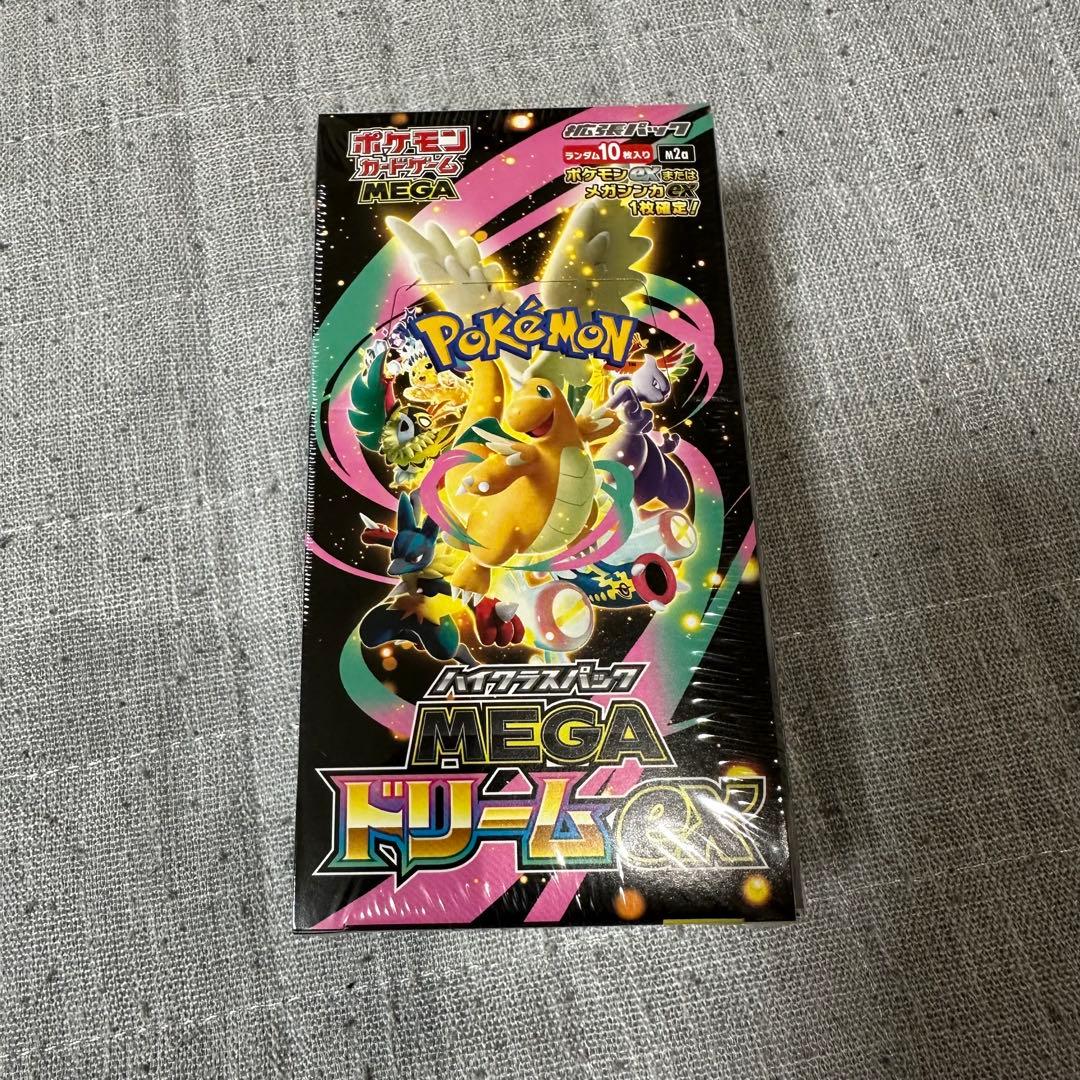 ポケモン
カードゲーム
MEGA
拡張パック
ランダム10枚入り M2a
ポケモンexまたは
メガシンカex
1枚確定!
POKéMON
ハイクラスパック
MEGA
ドリームex